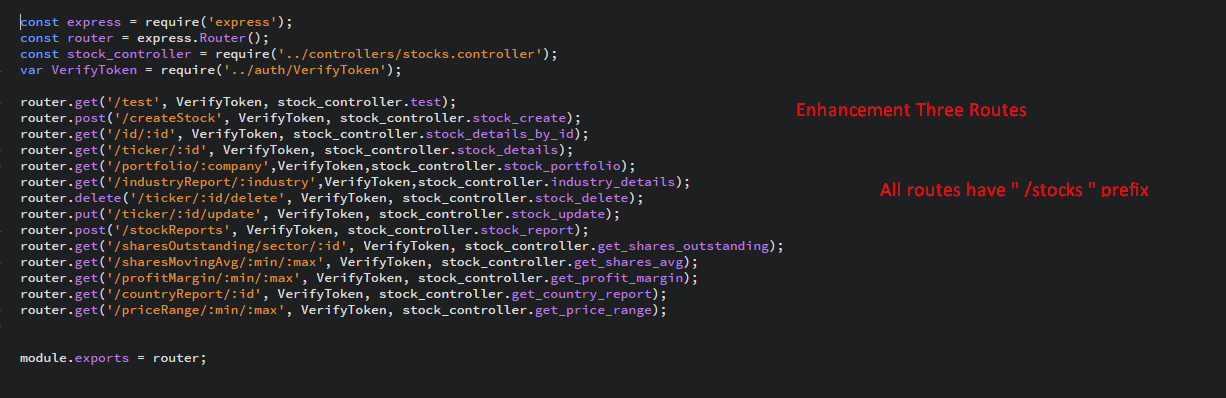 const express = require('express');
const router = express.Router();
const stock_controller = require('../controllers/stocks.controller');
var VerifyToken = require('../auth/VerifyToken');
router.get('/test', VerifyToken, stock_controller.test);
Enhancement Three Routes
router.post('/createStock', VerifyToken, stock_controller.stock_create);
router.get('/id/:id', VerifyToken, stock_controller.stock_details_by_id);
router.get('/ticker/:id', VerifyToken, stock_controller.stock_details);
router.get('/portfolio/:company',VerifyToken,stock_controller.stock_portfolio);
router.get('/industryReport/:industry',VerifyToken,stock_controller.industry_details);
All routes have " /stocks " prefix
router.delete('/ticker/:id/delete', VerifyToken, stock_controller.stock_delete);
router.put('/ticker/:id/update', VerifyToken, stock_controller.stock_update);
router.post('/stockReports', VerifyToken, stock_controller.stock_report);
router.get('/sharesOutstanding/sector/:id', VerifyToken, stock_controller.get_shares_outstanding);
router.get('/sharesMovingAvg/:min/:max', VerifyToken, stock_controller.get_shares_avg);
router.get('/profitMargin/:min/:max', VerifyToken, stock_controller.get_profit_margin);
router.get('/countryReport/:id', VerifyToken, stock_controller.get_country_report);
router.get('/priceRange/:min/:max', VerifyToken, stock_controller.get_price_range);
module.exports = router;